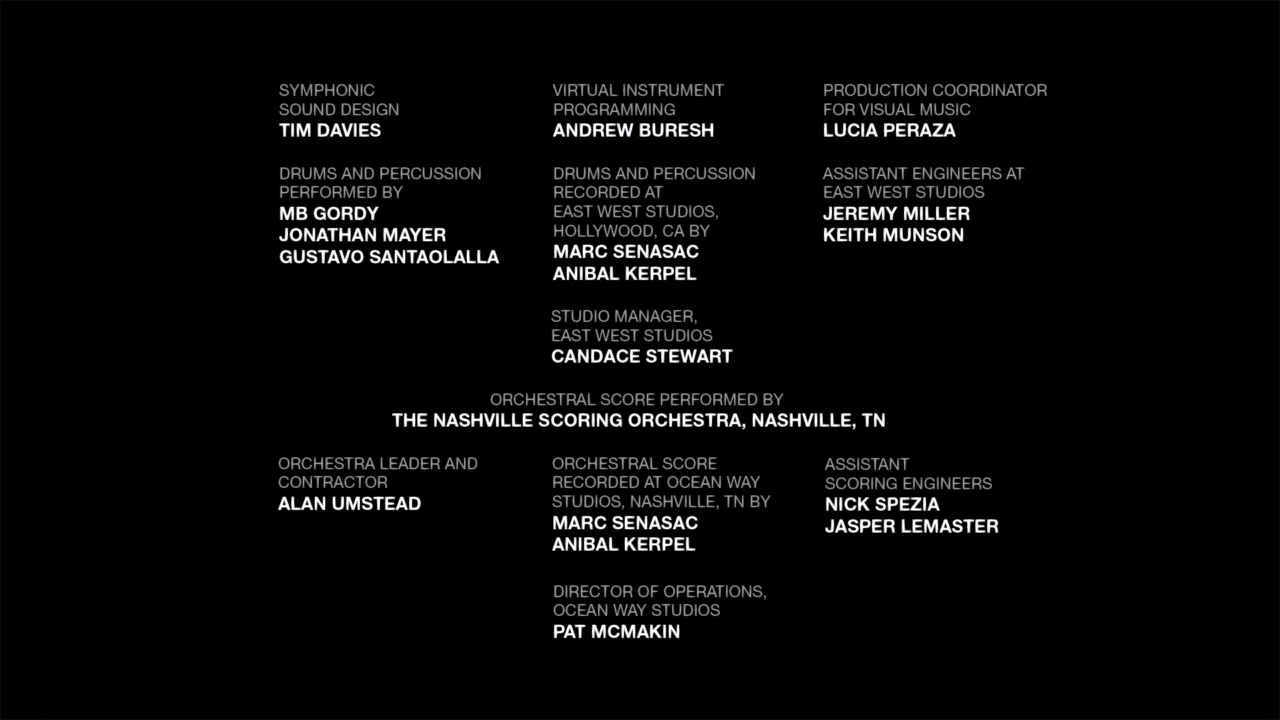 SYMPHONIC
SOUND DESIGN
TIM DAVIES
VIRTUAL INSTRUMENT
PROGRAMMING
ANDREW BURESH
PRODUCTION COORDINATOR
FOR VISUAL MUSIC
LUCIA PERAZA
DRUMS AND PERCUSSION
PERFORMED BY
MB GORDY
JONATHAN MAYER
GUSTAVO SANTAOLALLA
DRUMS AND PERCUSSION
RECORDED AT
EAST WEST STUDIOS,
HOLLYWOOD, CA BY
MARC SENASAC
ANIBAL KERPEL
ASSISTANT ENGINEERS AT
EAST WEST STUDIOS
JEREMY MILLER
KEITH MUNSON
STUDIO MANAGER,
EAST WEST STUDIOS
CANDACE STEWART
ORCHESTRAL SCORE PERFORMED BY
THE NASHVILLE SCORING ORCHESTRA, NASHVILLE, TN
ORCHESTRA LEADER AND
CONTRACTOR
ALAN UMSTEAD
ORCHESTRAL SCORE
RECORDED AT OCEAN WAY
STUDIOS, NASHVILLE, TN BY
MARC SENASAC
ANIBAL KERPEL
ASSISTANT
SCORING ENGINEERS
NICK SPEZIA
JASPER LEMASTER
DIRECTOR OF OPERATIONS,
OCEAN WAY STUDIOS
PAT MCMAKIN